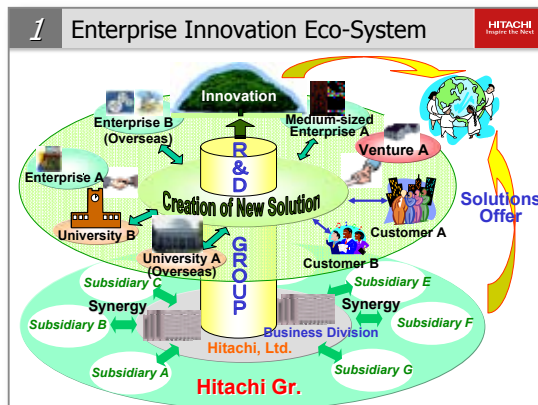 1 Enterprise Innovation Eco-System
HITACHI
Inspire the Next
Innovation
Enterprise B
(Overseas)
Medium-sized
Enterprise A
Venture A
Enterprise A
R&D
Creation of New Solution
University B
University A
(Overseas)
Customer A
Customer B
Solutions
Offer
GROUP
Subsidiary C
Subsidiary E
Synergy
Synergy
Subsidiary B
Subsidiary F
Business Division
Hitachi, Ltd.
Subsidiary A
Subsidiary G
Hitachi Gr.